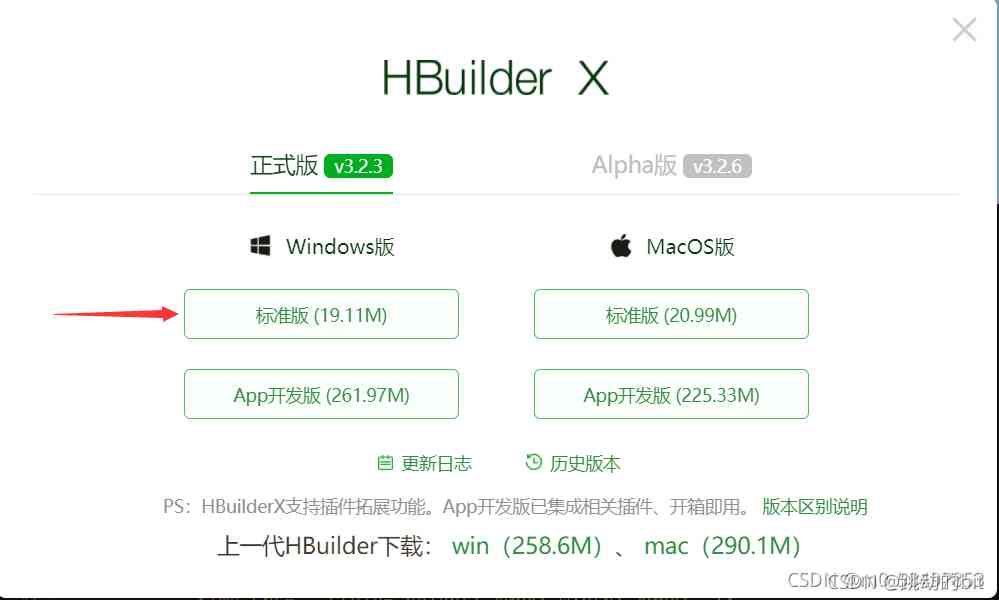 HBuilder X
正式版 v3.2.3 Alpha版 v3.2.6
Windows版 MacOS版
标准版 (19.11M) 标准版 (20.99M)
App开发版 (261.97M) App开发版 (225.33M)
更新日志 历史版本
PS：HBuilderX支持插件拓展功能。App开发版已集成相关插件、开箱即用。 版本区别说明
上一代HBuilder下载： win（258.6M）、 mac（290.1M）
CSDN